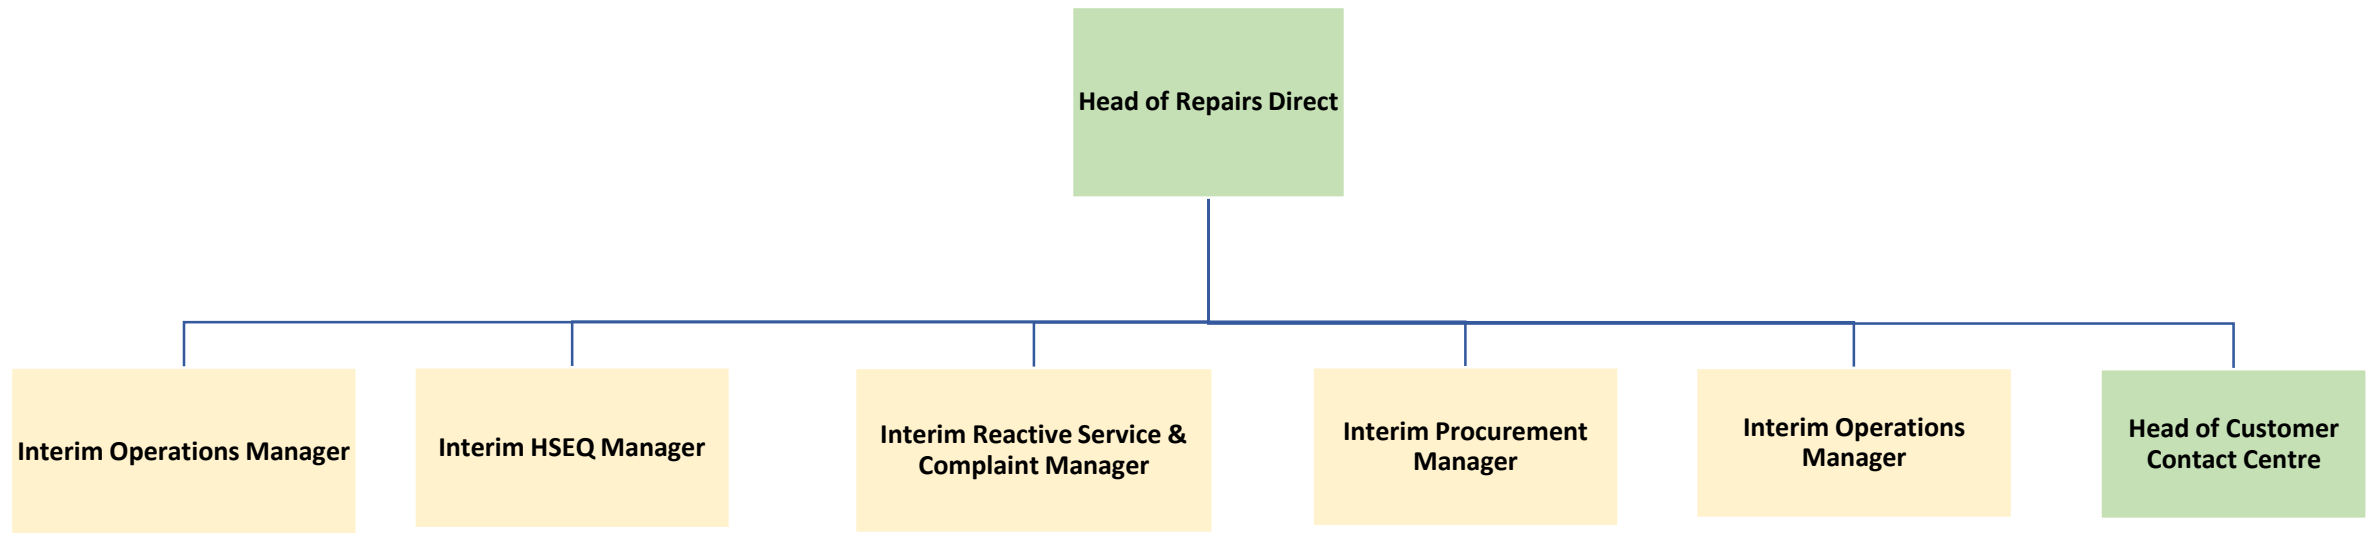 Head of Repairs Direct
Interim Operations Manager
Interim HSEQ Manager
Interim Reactive Service &
Complaint Manager
Interim Procurement
Manager
Interim Operations
Manager
Head of Customer
Contact Centre